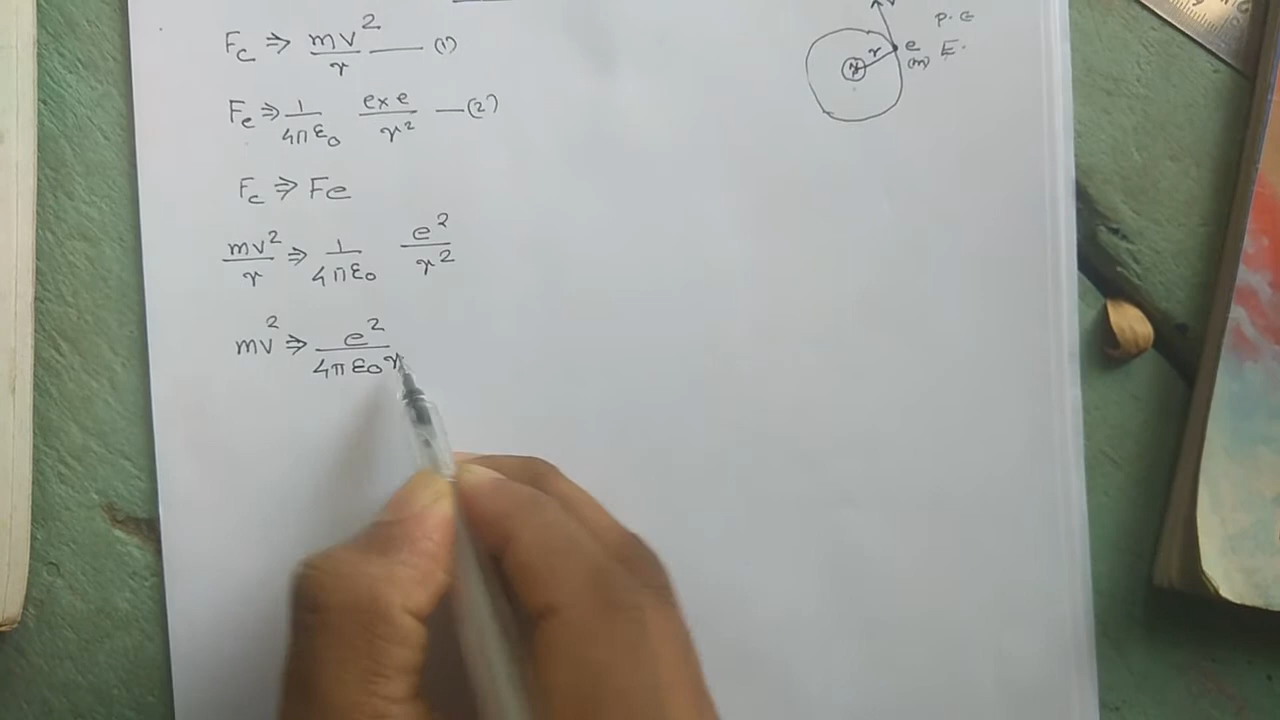 Fc ⇒ mv²/r —— (1)
Fe ⇒ 1/4πε₀ e×e/r² — (2)
Fc ⇒ Fe
mv²/r ⇒ 1/4πε₀ e²/r²
mv² ⇒ e²/4πε₀r
r e
(m)
P.E
E.